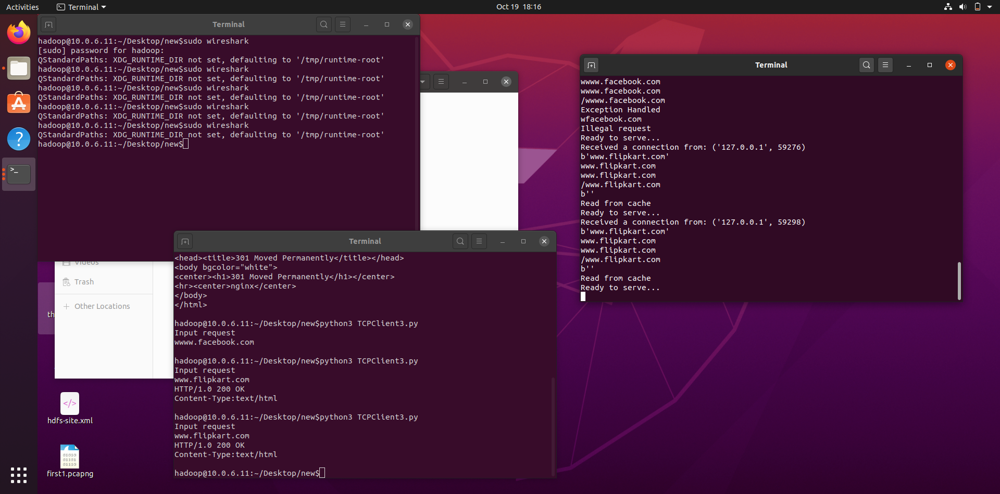 Activities
Terminal
Oct 19 18:16
Terminal
hadoop@10.0.6.11:~/Desktop/new$sudo wireshark
[sudo] password for hadoop:
QStandardPaths: XDG_RUNTIME_DIR not set, defaulting to '/tmp/runtime-root'
hadoop@10.0.6.11:~/Desktop/new$sudo wireshark
QStandardPaths: XDG_RUNTIME_DIR not set, defaulting to '/tmp/runtime-root'
hadoop@10.0.6.11:~/Desktop/new$sudo wireshark
QStandardPaths: XDG_RUNTIME_DIR not set, defaulting to '/tmp/runtime-root'
hadoop@10.0.6.11:~/Desktop/new$sudo wireshark
QStandardPaths: XDG_RUNTIME_DIR not set, defaulting to '/tmp/runtime-root'
hadoop@10.0.6.11:~/Desktop/new$sudo wireshark
QStandardPaths: XDG_RUNTIME_DIR not set, defaulting to '/tmp/runtime-root'
hadoop@10.0.6.11:~/Desktop/new$
Terminal
wwww.facebook.com
wwww.facebook.com
/wwww.facebook.com
Exception Handled
wfacebook.com
Illegal request
Ready to serve...
Received a connection from: ('127.0.0.1', 59276)
b'www.flipkart.com'
www.flipkart.com
www.flipkart.com
/www.flipkart.com
b''
Read from cache
Ready to serve...
Received a connection from: ('127.0.0.1', 59298)
b'www.flipkart.com'
www.flipkart.com
www.flipkart.com
/www.flipkart.com
b''
Read from cache
Ready to serve...
Terminal
<head><title>301 Moved Permanently</title></head>
<body bgcolor="white">
<center><h1>301 Moved Permanently</h1></center>
<hr><center>nginx</center>
</body>
</html>
hadoop@10.0.6.11:~/Desktop/new$python3 TCPClient3.py
Input request
wwww.facebook.com
hadoop@10.0.6.11:~/Desktop/new$python3 TCPClient3.py
Input request
www.flipkart.com
HTTP/1.0 200 OK
Content-Type:text/html
hadoop@10.0.6.11:~/Desktop/new$python3 TCPClient3.py
Input request
www.flipkart.com
HTTP/1.0 200 OK
Content-Type:text/html
hadoop@10.0.6.11:~/Desktop/new$
Videos
Trash
Other Locations
th
hdfs-site.xml
01010
01101
01110
first1.pcapng